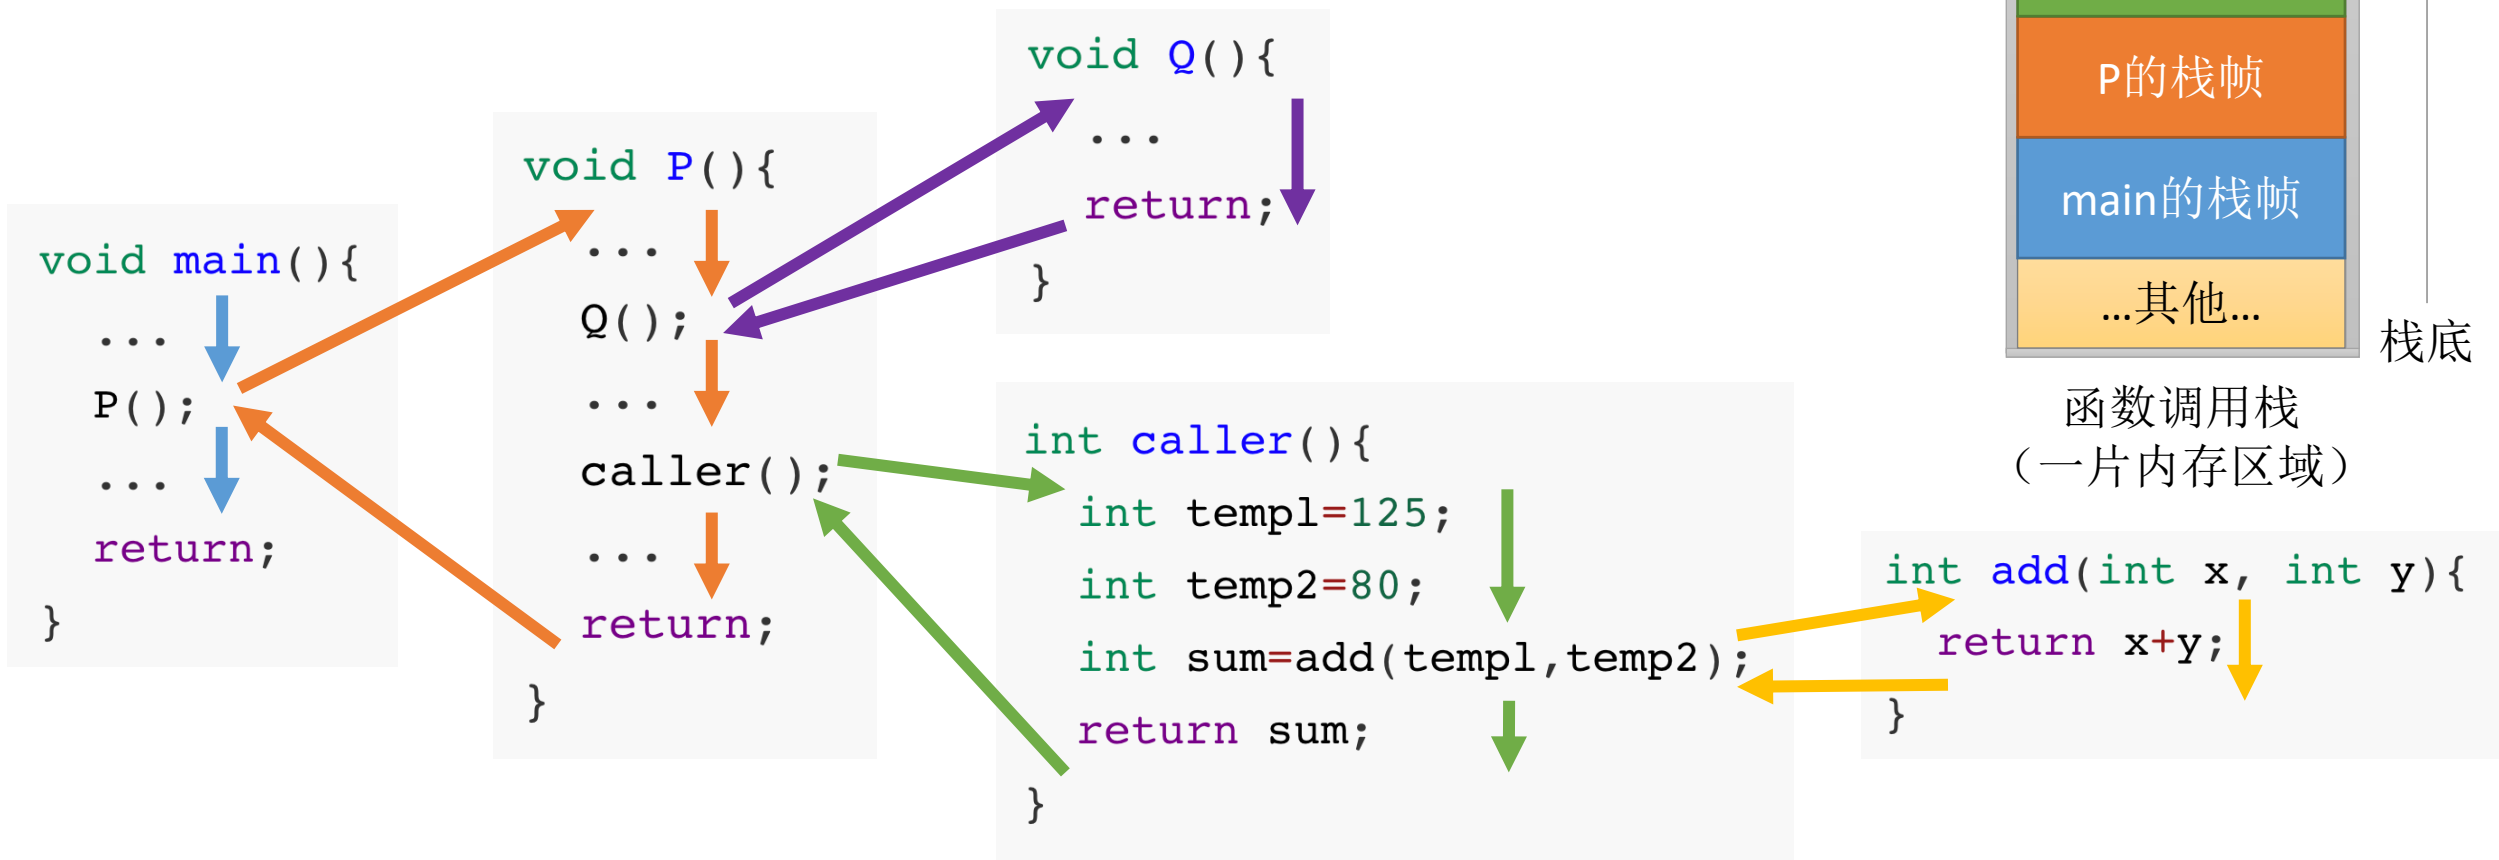 void main(){
...
P();
...
return;
}
void P(){
...
Q();
...
caller();
...
return;
}
void Q(){
...
return;
}
int caller(){
int temp1=125;
int temp2=80;
int sum=add(temp1,temp2);
return sum;
}
int add(int x, int y){
return x+y;
}
P的栈帧
main的栈帧
...其他...
栈底
函数调用栈
（一片内存区域）